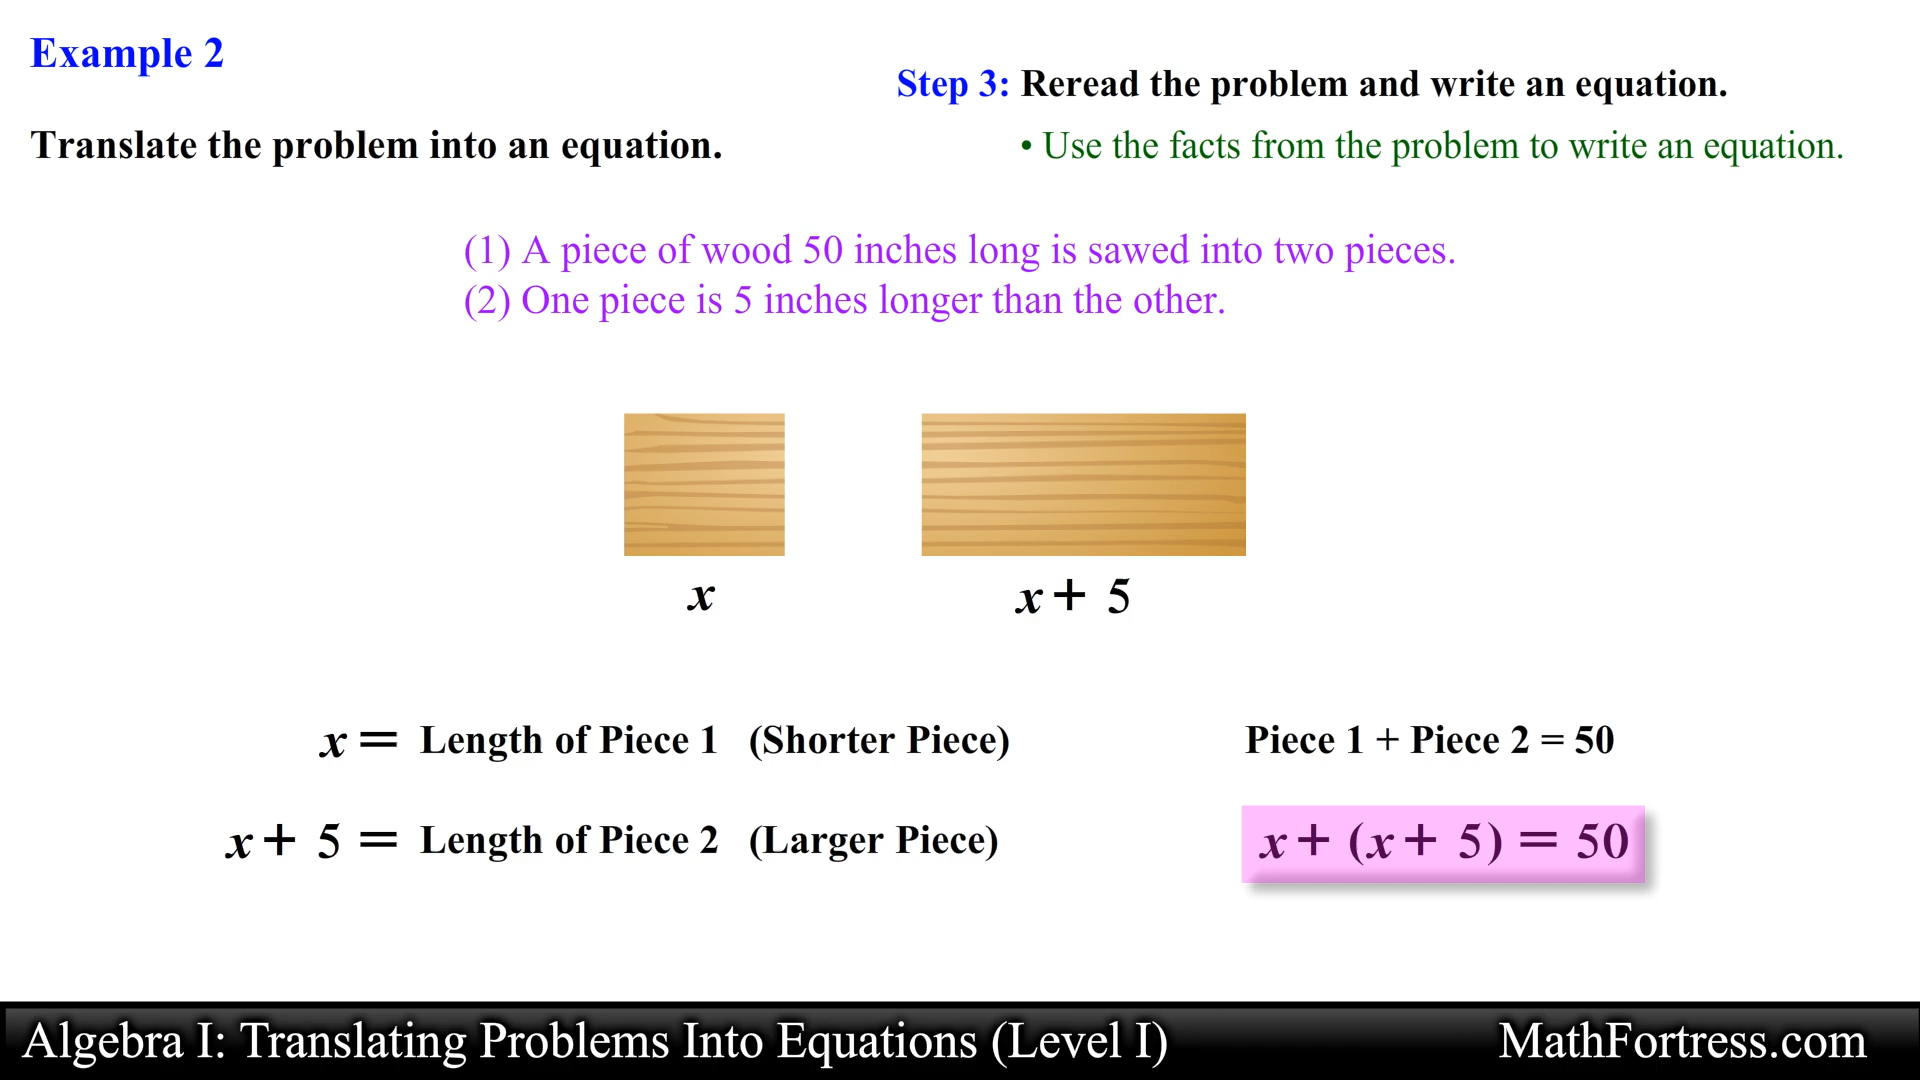 Example 2
Step 3: Reread the problem and write an equation.
Translate the problem into an equation.
• Use the facts from the problem to write an equation.
(1) A piece of wood 50 inches long is sawed into two pieces.
(2) One piece is 5 inches longer than the other.
x
x + 5
x = Length of Piece 1 (Shorter Piece)
Piece 1 + Piece 2 = 50
x + 5 = Length of Piece 2 (Larger Piece)
x + (x + 5) = 50
Algebra I: Translating Problems Into Equations (Level I)
MathFortress.com